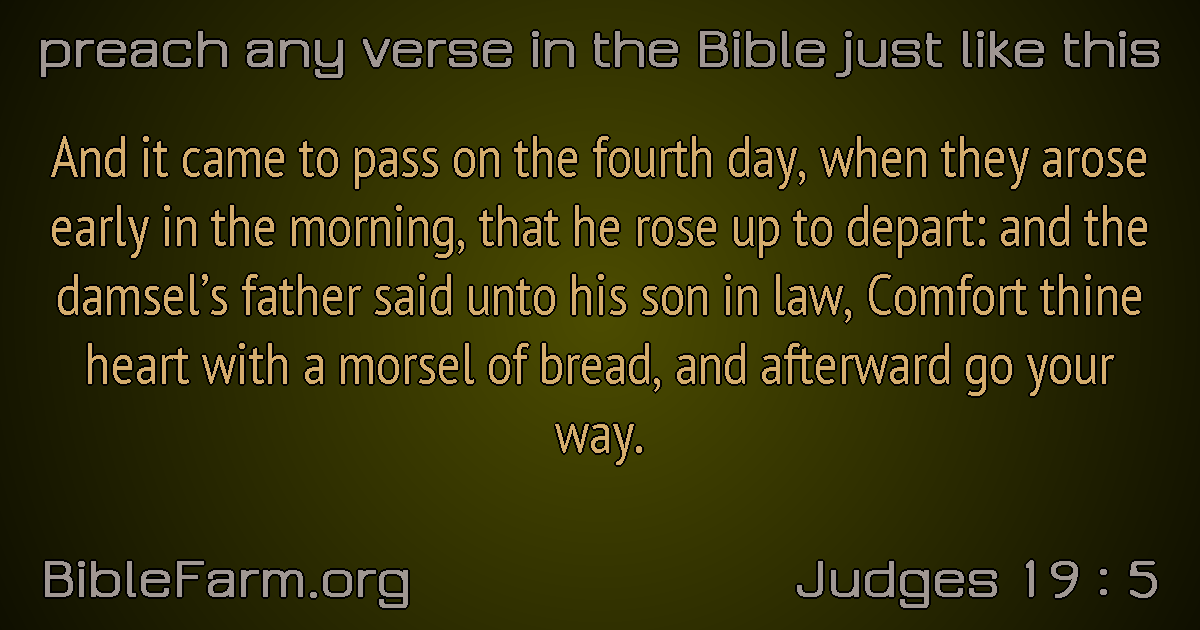 preach any verse in the Bible just like this
And it came to pass on the fourth day, when they arose
early in the morning, that he rose up to depart: and the
damsel’s father said unto his son in law, Comfort thine
heart with a morsel of bread, and afterward go your
way.
BibleFarm.org
Judges 19 : 5